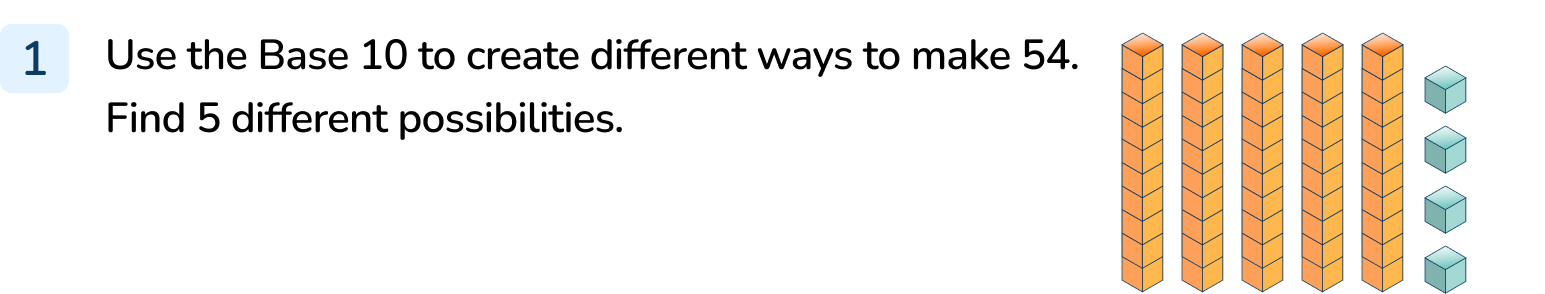 1
Use the Base 10 to create different ways to make 54.
Find 5 different possibilities.